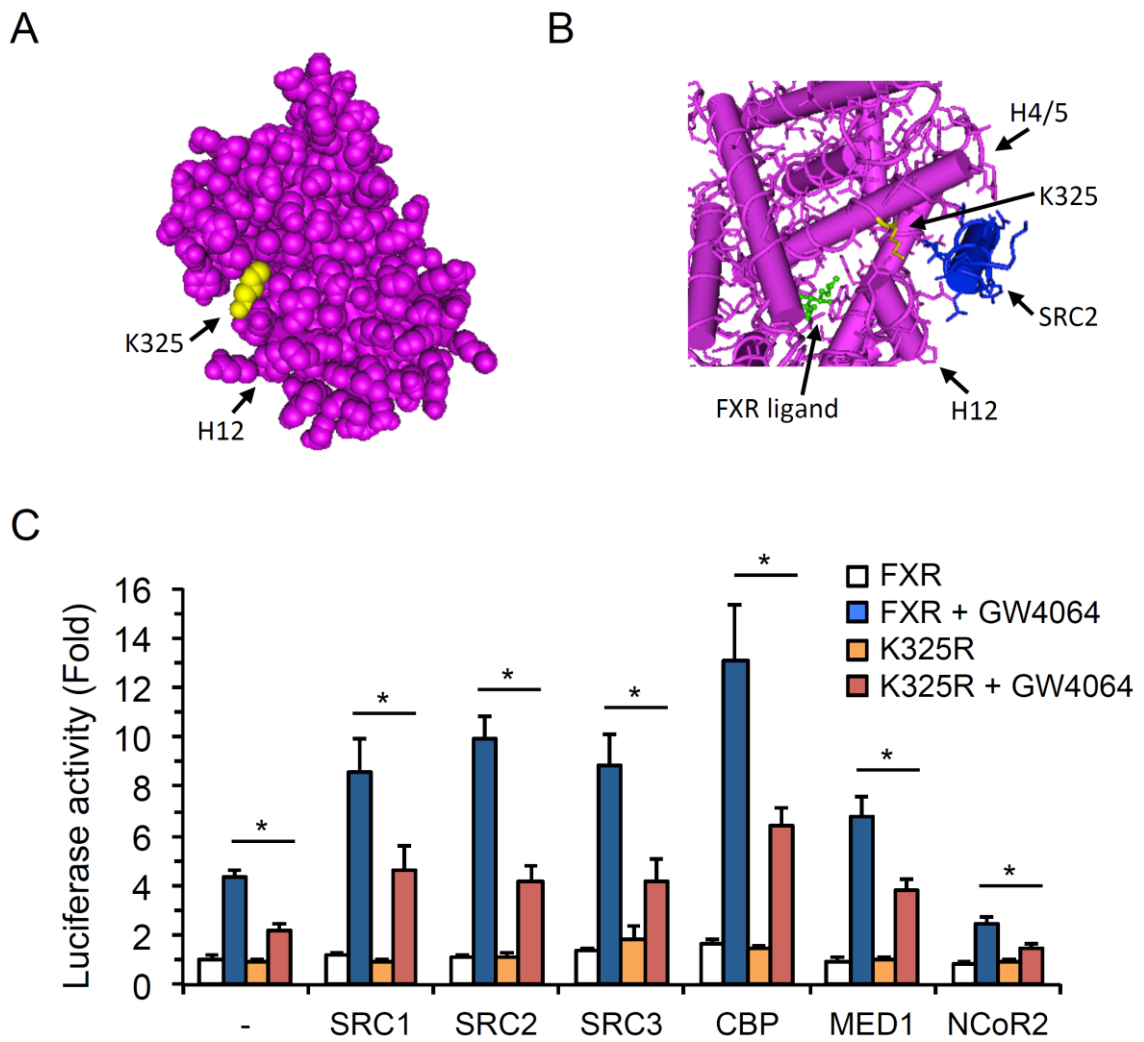 A
B
K325
H12
H4/5
K325
SRC2
FXR ligand
H12
C
Luciferase activity (Fold)
16
14
12
10
8
6
4
2
0
*
*
*
*
*
*
*
FXR
FXR + GW4064
K325R
K325R + GW4064
- SRC1 SRC2 SRC3 CBP MED1 NCoR2